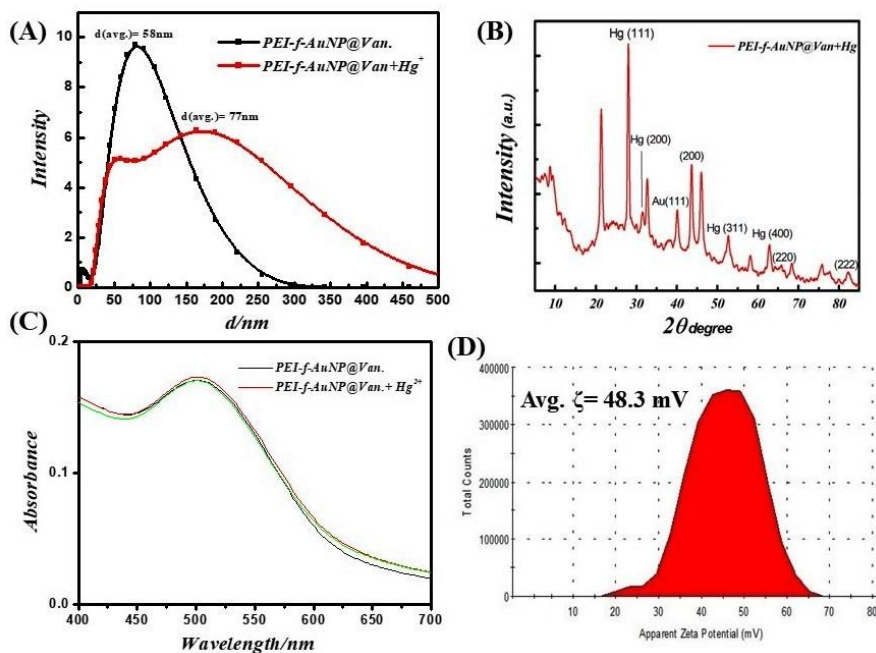 (A)
d(avg.)= 58nm
PEI-f-AuNP@Van.
PEI-f-AuNP@Van+Hg⁺
d(avg.)= 77nm
10
8
6
4
2
0
Intensity
0 50 100 150 200 250 300 350 400 450 500
d/nm
(B)
Hg (111)
PEI-f-AuNP@Van+Hg
Hg (200)
(200)
Au(111)
Hg (311)
Hg (400)
(220)
(222)
Intensity (a.u.)
10 20 30 40 50 60 70 80
2θ degree
(C)
0.2
PEI-f-AuNP@Van.
PEI-f-AuNP@Van.+ Hg²⁺
0.1
0.0
Absorbance
400 450 500 550 600 650 700
Wavelength/nm
(D)
400000
Avg. ζ= 48.3 mV
300000
200000
100000
0
Total Counts
10 20 30 40 50 60 70 80
Apparent Zeta Potential (mV)